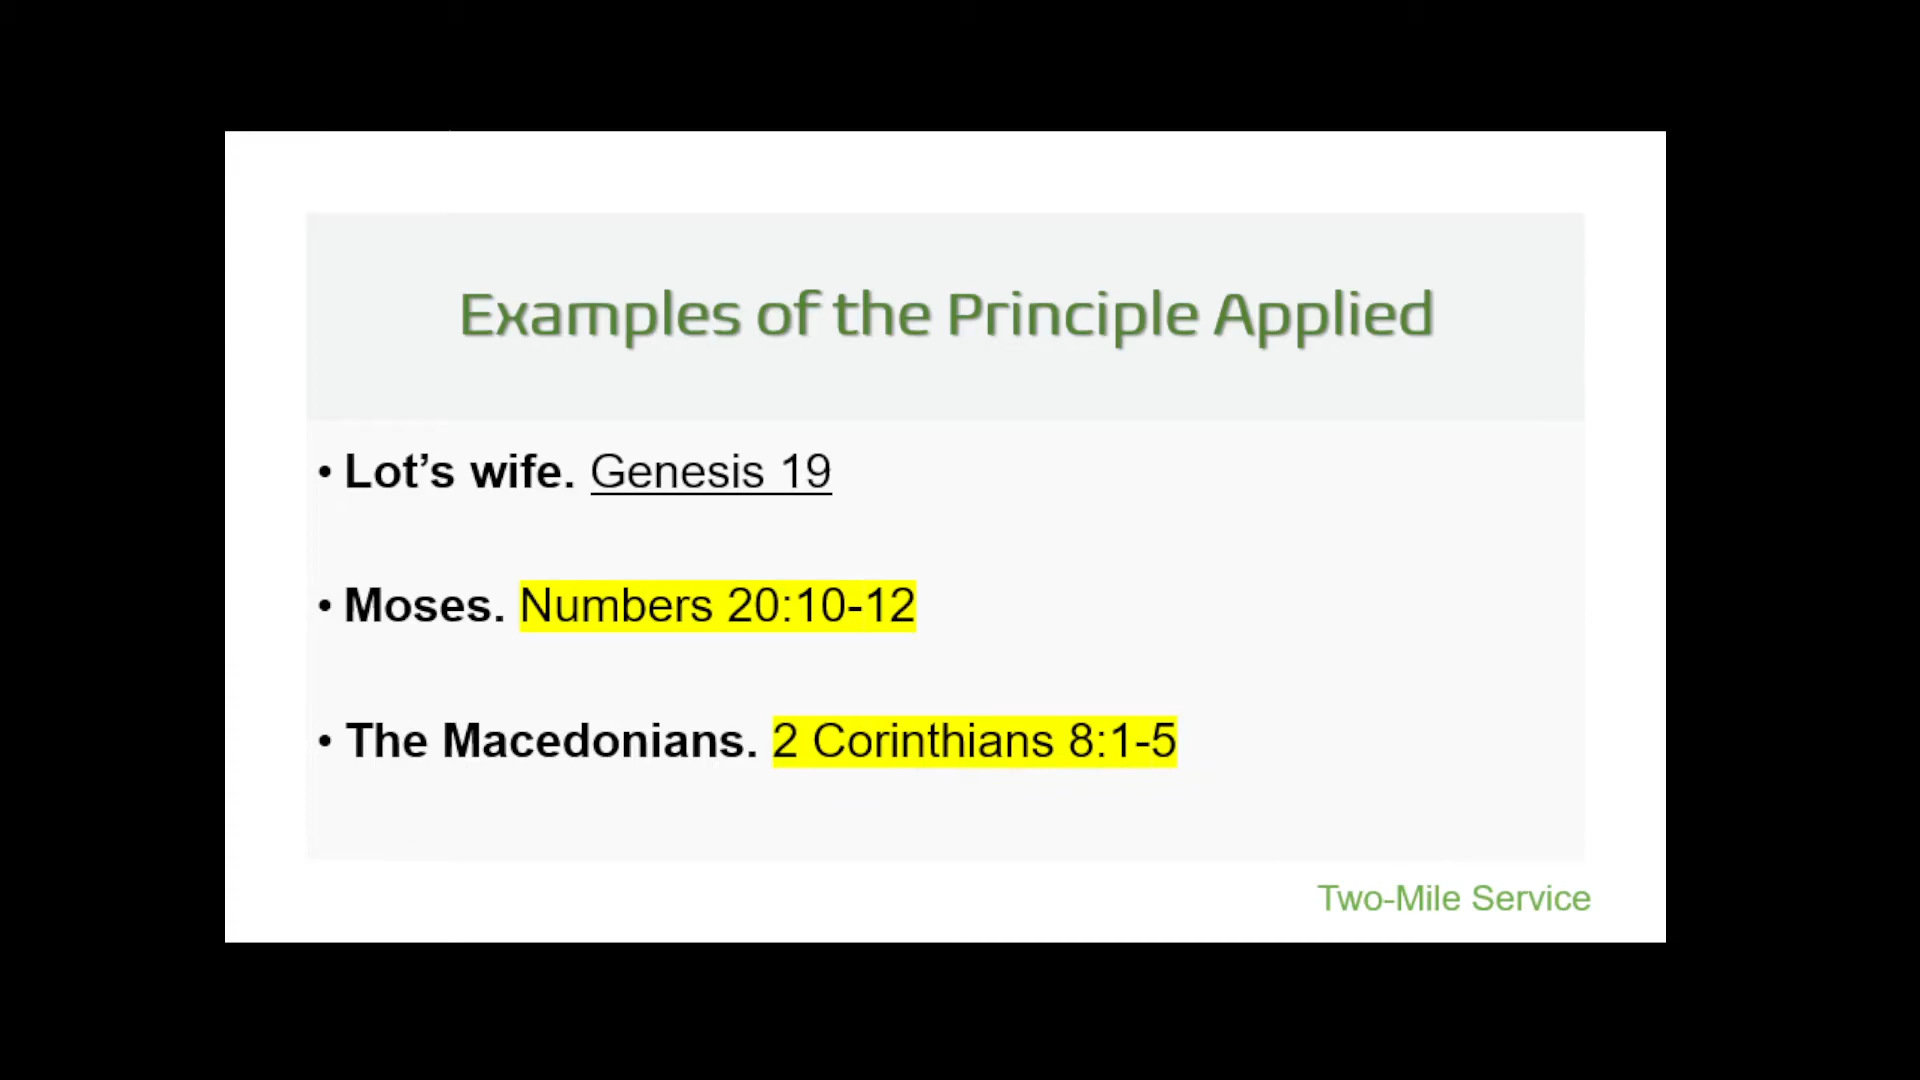 Examples of the Principle Applied
• Lot’s wife. Genesis 19
• Moses. Numbers 20:10-12
• The Macedonians. 2 Corinthians 8:1-5
Two-Mile Service